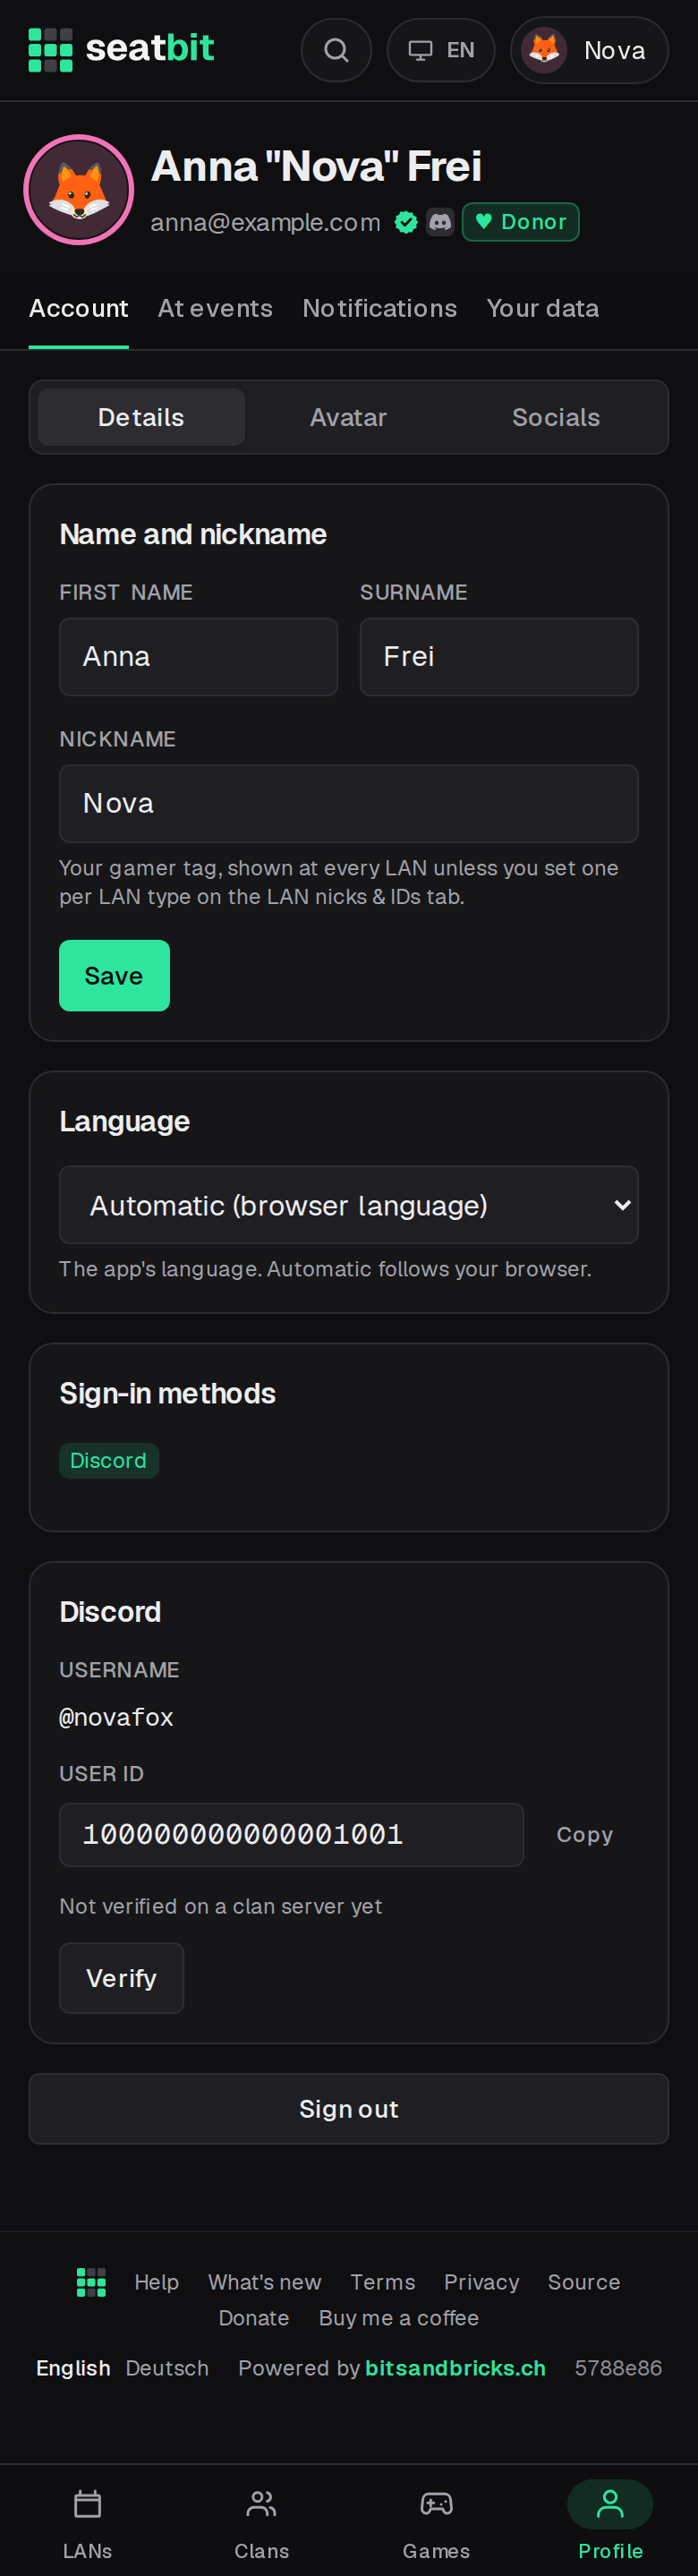 seatbit
EN
Nova
Anna "Nova" Frei
anna@example.com
♥ Donor
Account At events Notifications Your data
Details Avatar Socials
Name and nickname
FIRST NAME SURNAME
Anna Frei
NICKNAME
Nova
Your gamer tag, shown at every LAN unless you set one
per LAN type on the LAN nicks & IDs tab.
Save
Language
Automatic (browser language)
The app's language. Automatic follows your browser.
Sign-in methods
Discord
Discord
USERNAME
@novafox
USER ID
100000000000001001 Copy
Not verified on a clan server yet
Verify
Sign out
Help What's new Terms Privacy Source
Donate Buy me a coffee
English Deutsch Powered by bitsandbricks.ch 5788e86
LANs Clans Games Profile